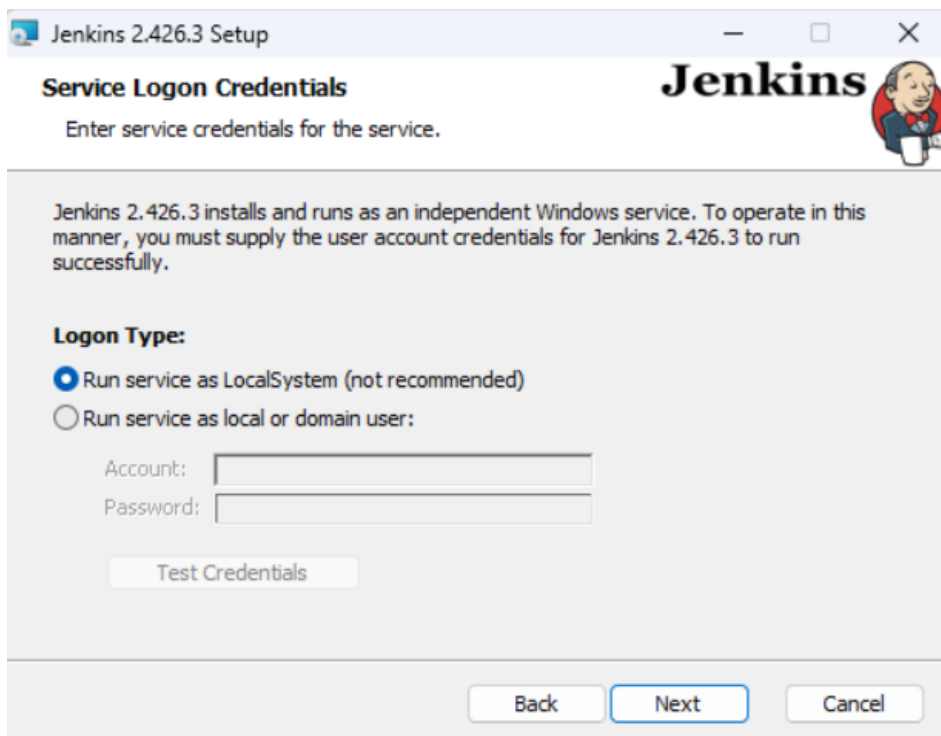 Jenkins 2.426.3 Setup
Service Logon Credentials
Jenkins
Enter service credentials for the service.
Jenkins 2.426.3 installs and runs as an independent Windows service. To operate in this
manner, you must supply the user account credentials for Jenkins 2.426.3 to run
successfully.
Logon Type:
Run service as LocalSystem (not recommended)
Run service as local or domain user:
Account:
Password:
Test Credentials
Back Next Cancel